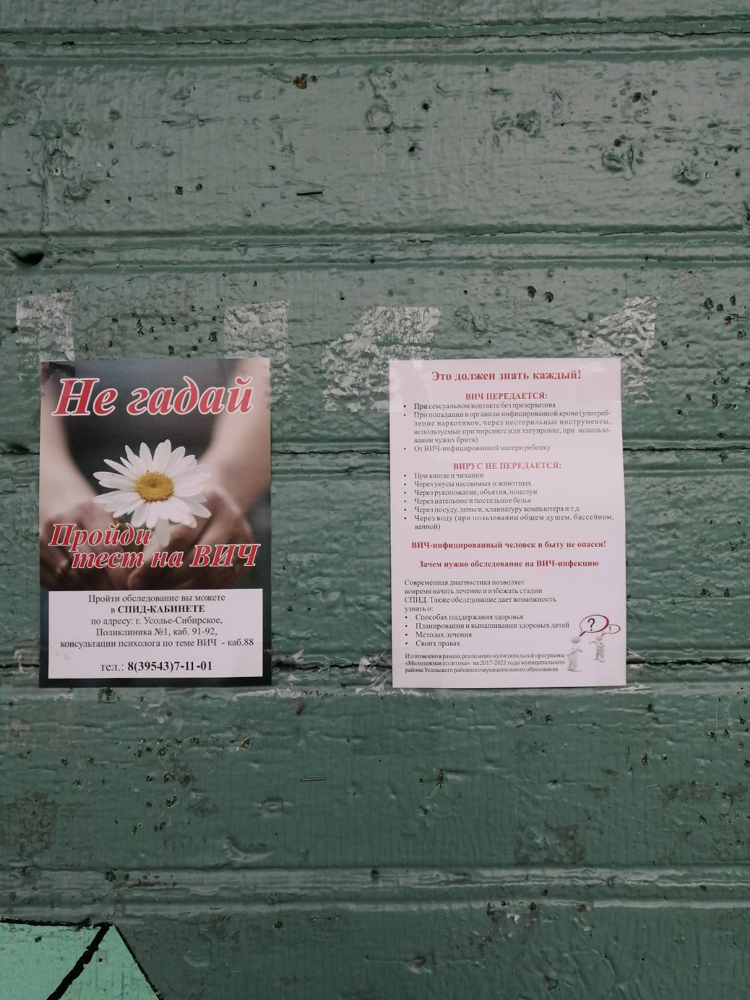 Не гадай
Пройди
тест на ВИЧ
Пройти обследование вы можете
в СПИД-КАБИНЕТЕ
по адресу: г. Усолье-Сибирское,
Поликлиника №1, каб. 91-92,
консультации психолога по теме ВИЧ - каб.88
тел.: 8(39543)7-11-01
Это должен знать каждый!
ВИЧ ПЕРЕДАЕТСЯ:
• При сексуальном контакте без презерватива
• При попадании в организм инфицированной крови (употреб-
ление наркотиков, через нестерильные инструменты,
используемые при пирсинге или татуировке, при использо-
вании чужих бритв)
• От ВИЧ-инфицированной матери ребенку
ВИРУС НЕ ПЕРЕДАЕТСЯ:
• При кашле и чихании
• Через укусы насекомых и животных
• Через рукопожатие, объятия, поцелуи
• Через нательное и постельное белье
• Через посуду, деньги, клавиатуру компьютера и т.д.
• Через воду (при пользовании общем душем, бассейном,
ванной)
ВИЧ-инфицированный человек в быту не опасен!
Зачем нужно обследование на ВИЧ-инфекцию
Современная диагностика позволяет
вовремя начать лечение и избежать стадии
СПИД. Также обследование дает возможность
узнать о:
• Способах поддержания здоровья
• Планировании и вынашивании здоровых детей
• Методах лечения
• Своих правах
? !
Изготовлено в рамках реализации муниципальной программы
«Молодежная политика» на 2017-2021 годы муниципального
района Усольского районного муниципального образования